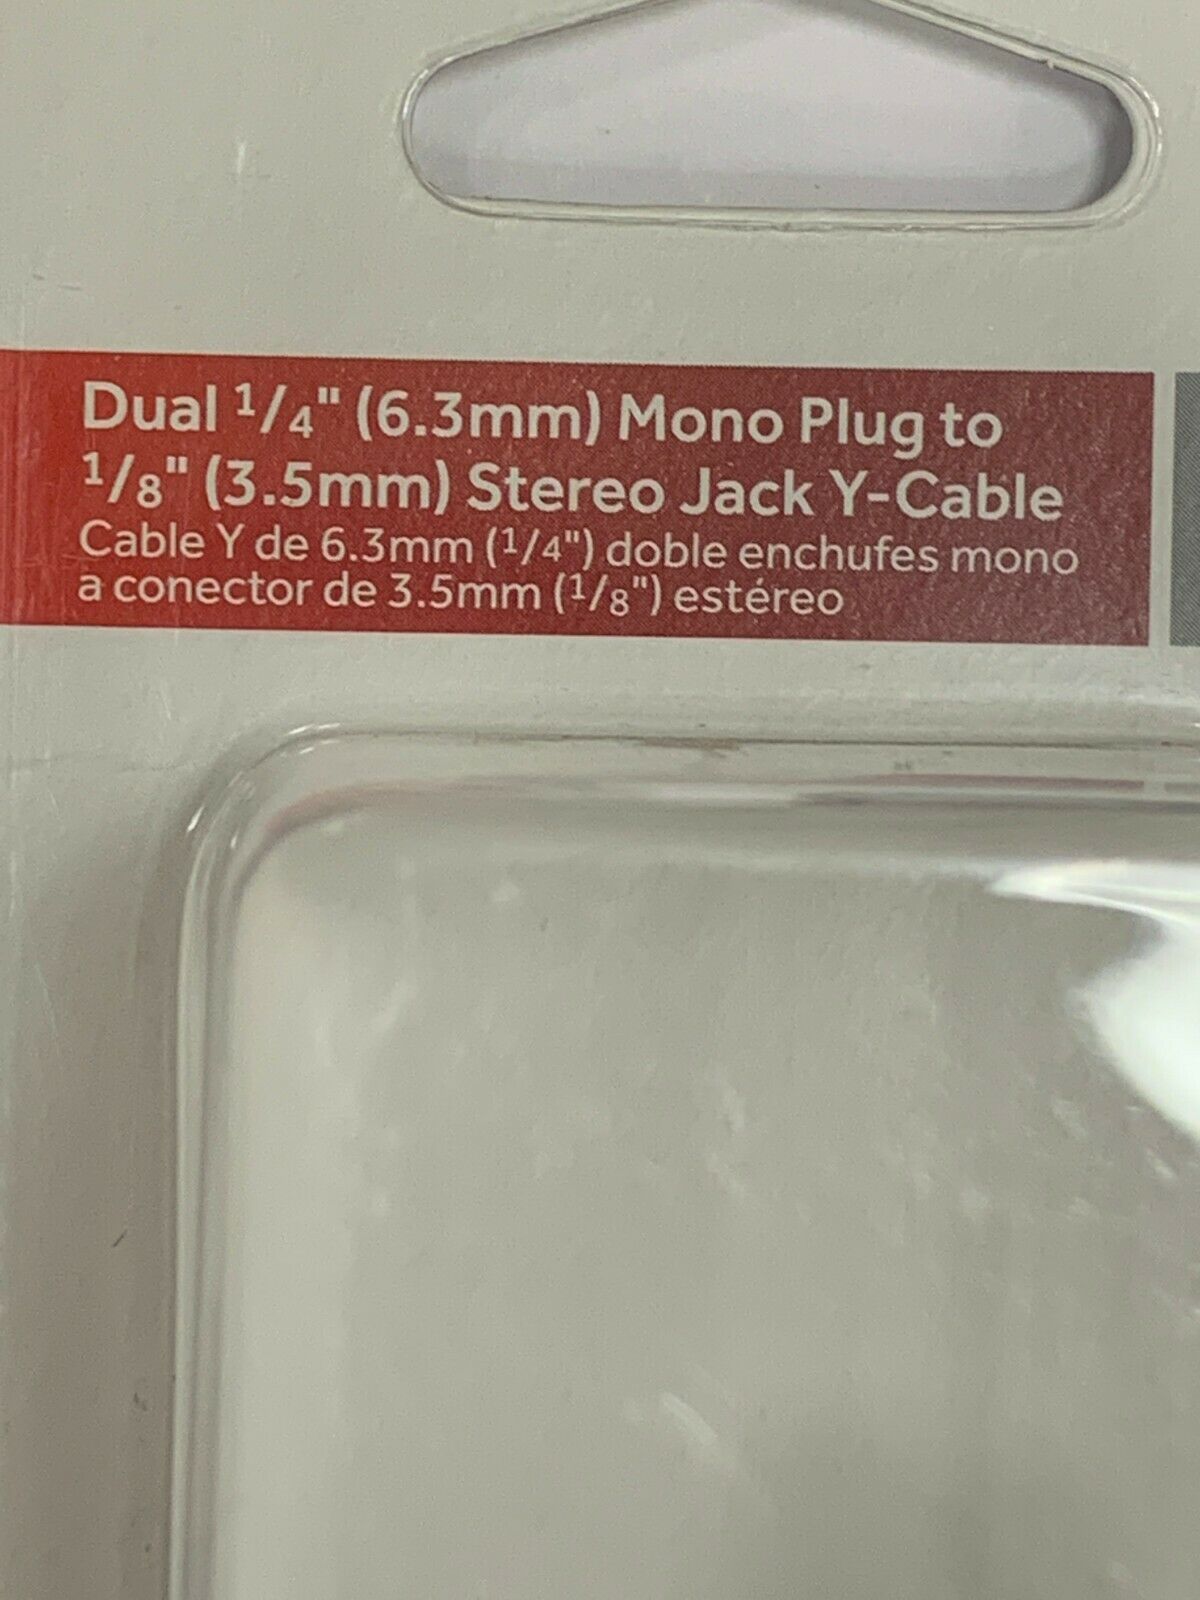 Dual 1/4" (6.3mm) Mono Plug to
1/8" (3.5mm) Stereo Jack Y-Cable
Cable Y de 6.3mm (1/4") doble enchufes mono
a conector de 3.5mm (1/8") estéreo